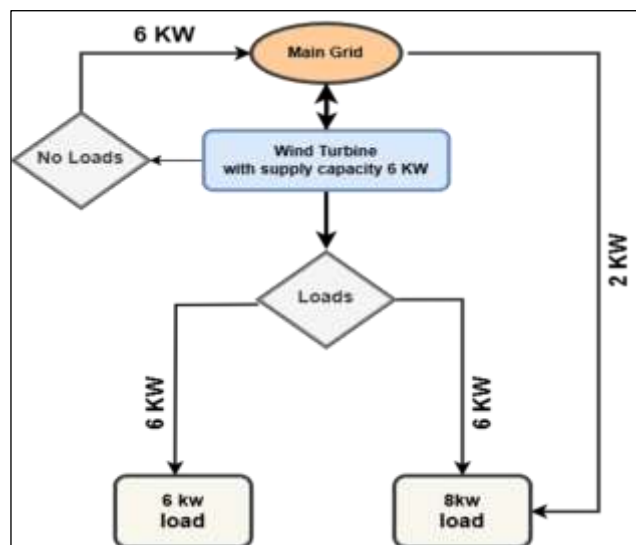 6 KW
Main Grid
No Loads
Wind Turbine
with supply capacity 6 KW
2 KW
Loads
6 KW
6 KW
6 kw
load
8kw
load